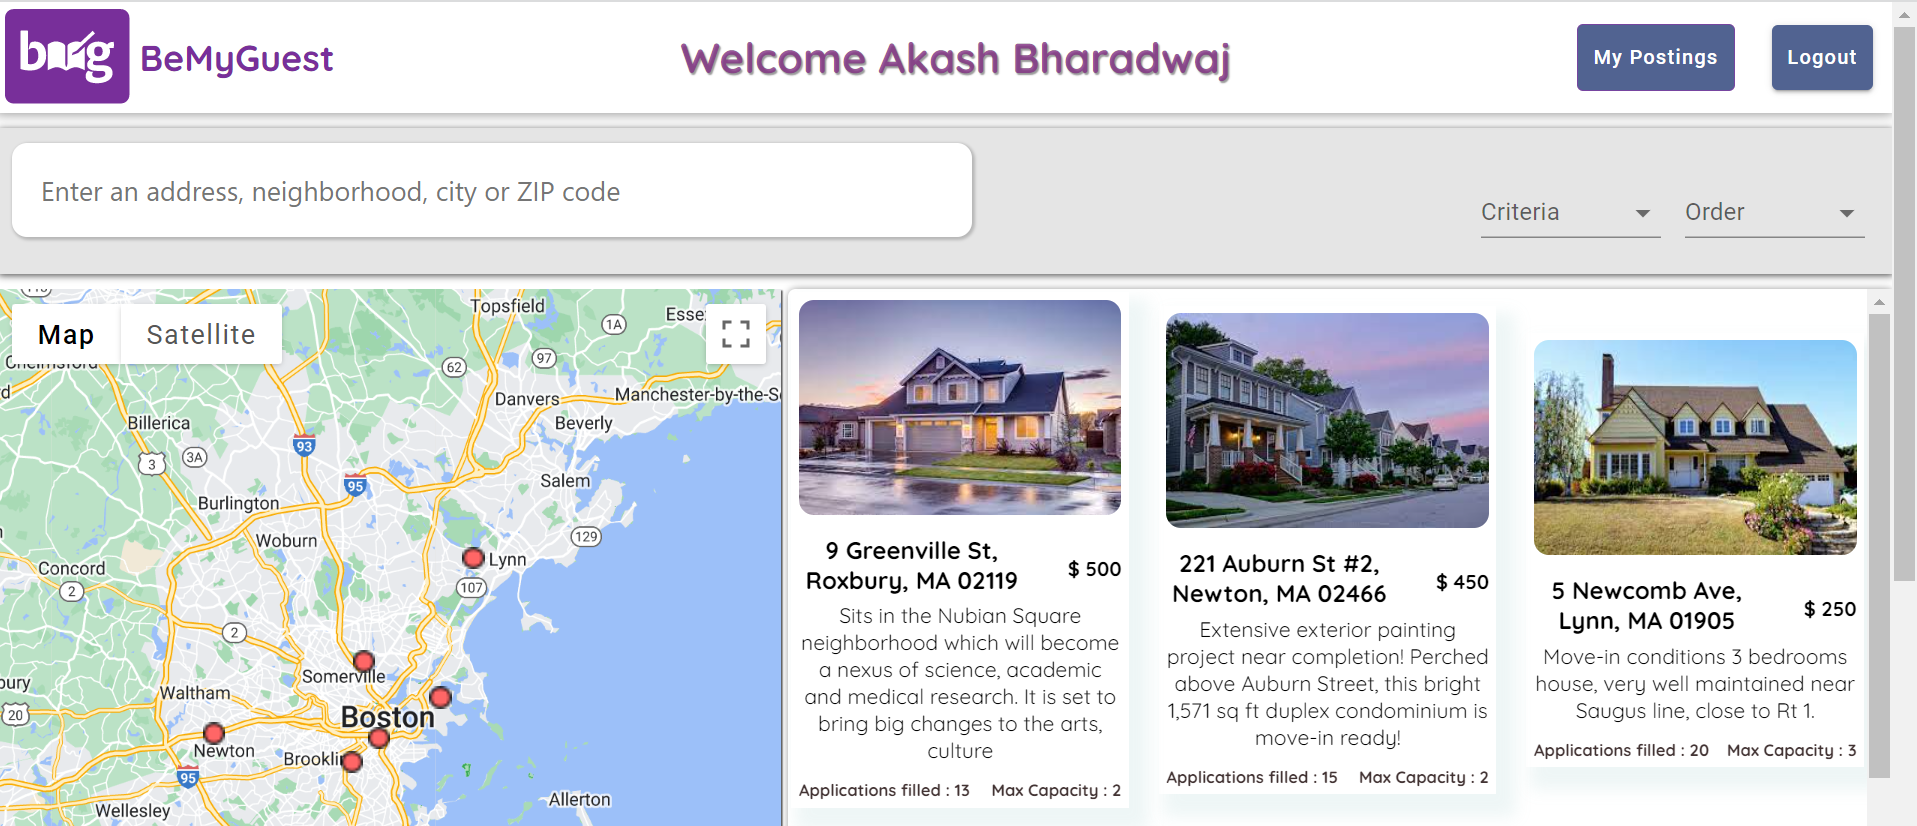 bmg
BeMyGuest
Welcome Akash Bharadwaj
My Postings
Logout
Enter an address, neighborhood, city or ZIP code
Criteria
Order
Map
Satellite
Topsfield
1A
97
62
Danvers
Manchester-by-the-S
Billerica
Beverly
93
3
3A
95
Salem
Burlington
129
Woburn
Lynn
Concord
107
2
2
Somerville
Waltham
20
Boston
Newton
Brooklin
95
Allerton
Wellesley
9 Greenville St,
Roxbury, MA 02119
$ 500
Sits in the Nubian Square
neighborhood which will become
a nexus of science, academic
and medical research. It is set to
bring big changes to the arts,
culture
Applications filled : 13 Max Capacity : 2
221 Auburn St #2,
Newton, MA 02466
$ 450
Extensive exterior painting
project near completion! Perched
above Auburn Street, this bright
1,571 sq ft duplex condominium is
move-in ready!
Applications filled : 15 Max Capacity : 2
5 Newcomb Ave,
Lynn, MA 01905
$ 250
Move-in conditions 3 bedrooms
house, very well maintained near
Saugus line, close to Rt 1.
Applications filled : 20 Max Capacity : 3